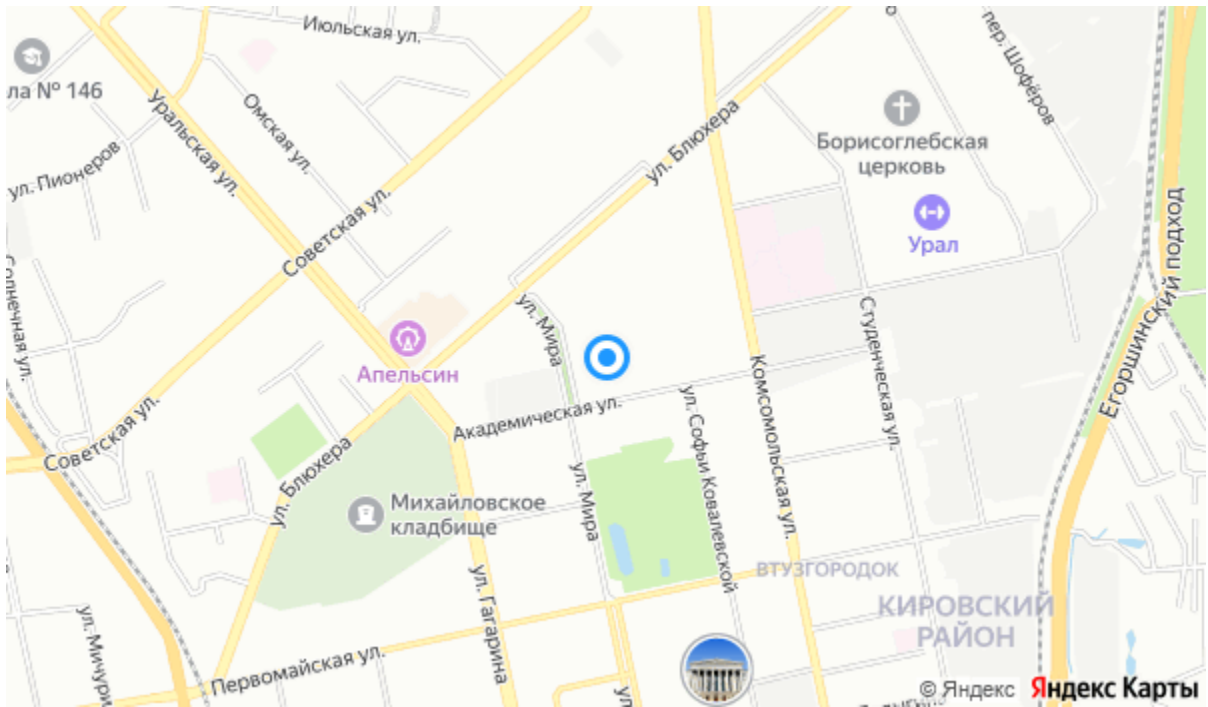 Июльская ул.
пер. Шофёров
ла № 146
Уральская ул.
Омская ул.
ул. Блюхера
Борисоглебская
церковь
ул. Пионеров
Советская ул.
Урал
Егоршинский подход
Солнечная ул.
ул. Мира
Студенческая ул.
Апельсин
Комсомольская ул.
Академическая ул.
ул. Софьи Ковалевской
Советская ул.
ул. Блюхера
ул. Мира
Михайловское
кладбище
ВТУЗГОРОДОК
ул. Гагарина
КИРОВСКИЙ
РАЙОН
ул. Мичури
Первомайская ул.
ул.
© Яндекс Яндекс Карты